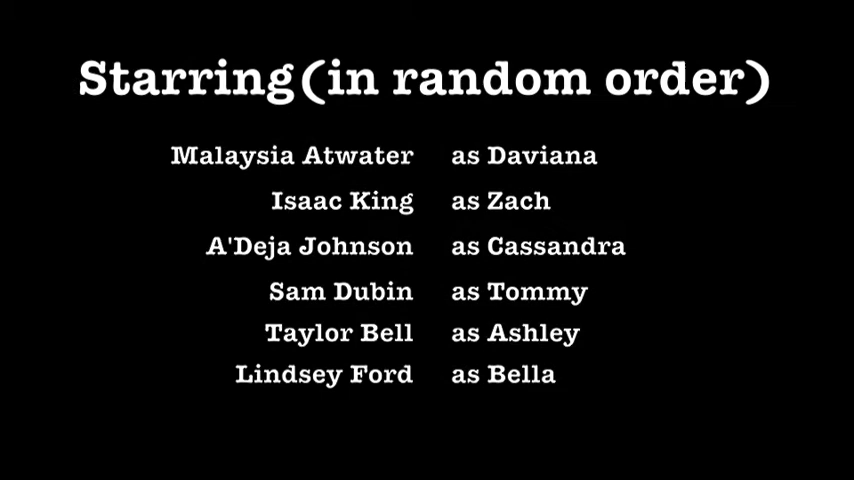 Starring(in random order)
Malaysia Atwater as Daviana
Isaac King as Zach
A'Deja Johnson as Cassandra
Sam Dubin as Tommy
Taylor Bell as Ashley
Lindsey Ford as Bella